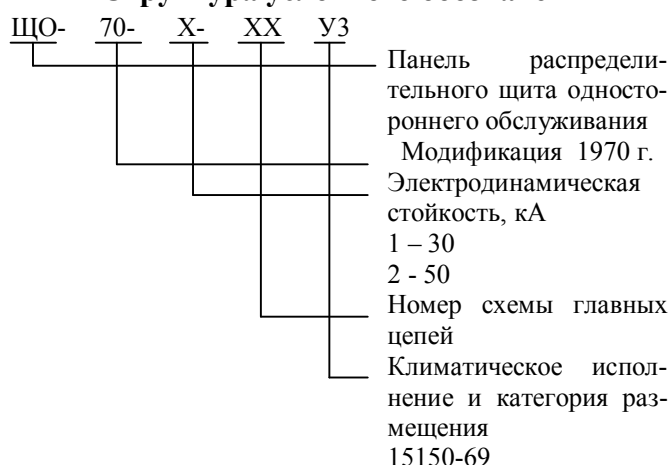 ЩО- 70- Х- ХХ У3
Панель распредели-
тельного щита односто-
роннего обслуживания
Модификация 1970 г.
Электродинамическая
стойкость, кА
1 – 30
2 - 50
Номер схемы главных
цепей
Климатическое испол-
нение и категория раз-
мещения
15150-69